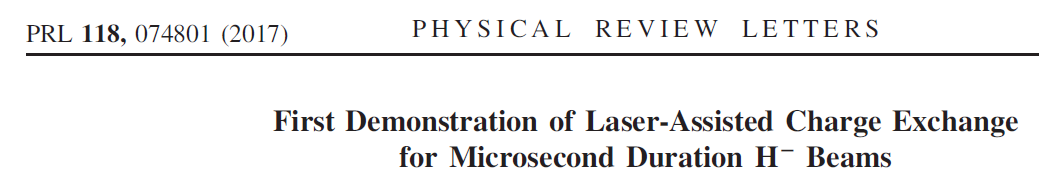 PRL 118, 074801 (2017) PHYSICAL REVIEW LETTERS
First Demonstration of Laser-Assisted Charge Exchange
for Microsecond Duration H⁻ Beams